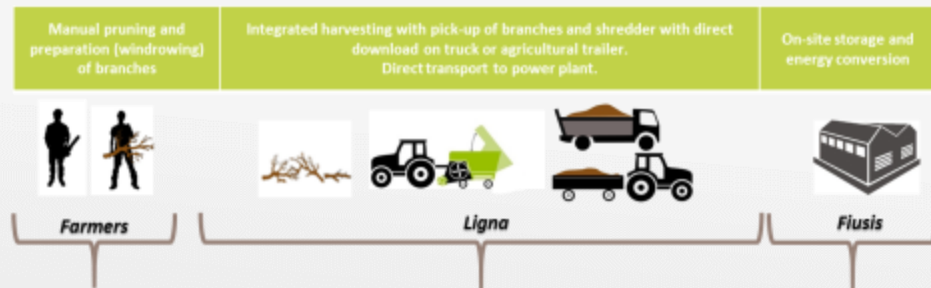 Manual pruning and
preparation (windrowing)
of branches
Integrated harvesting with pick-up of branches and shredder with direct
download on truck or agricultural trailer.
Direct transport to power plant.
On-site storage and
energy conversion
Farmers
Ligna
Fiusis